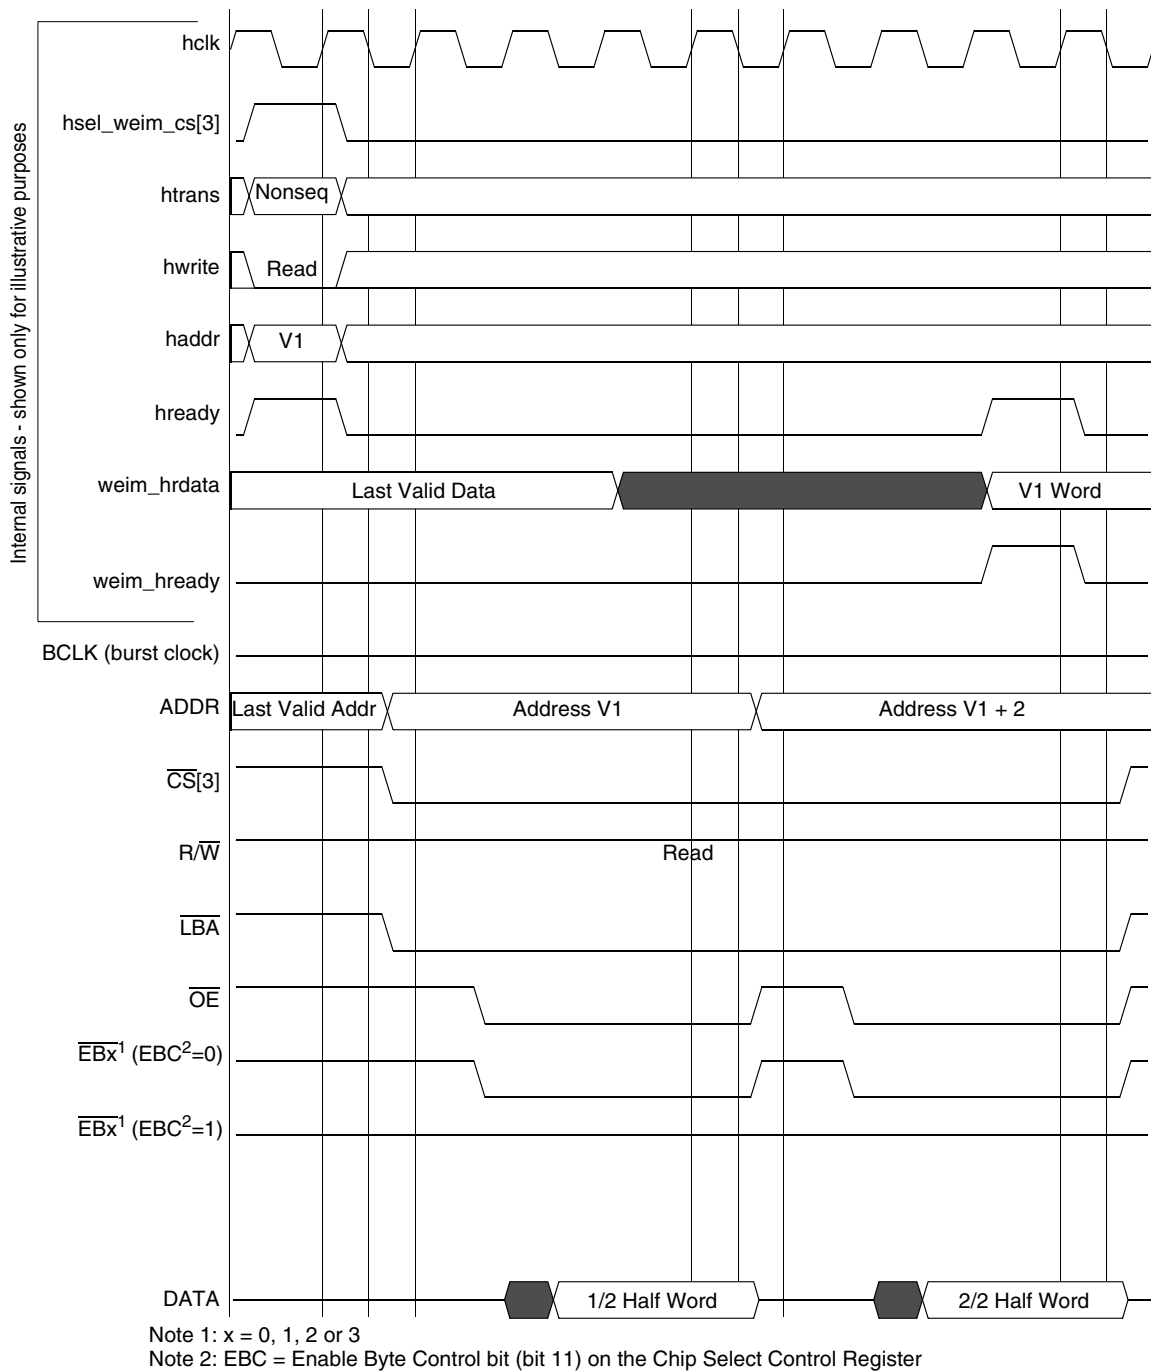 Internal signals - shown only for illustrative purposes
hclk
hsel_weim_cs[3]
htrans Nonseq
hwrite Read
haddr V1
hready
weim_hrdata Last Valid Data V1 Word
weim_hready
BCLK (burst clock)
ADDR Last Valid Addr Address V1 Address V1 + 2
CS[3]
R/W Read
LBA
OE
EBx1 (EBC2=0)
EBx1 (EBC2=1)
DATA 1/2 Half Word 2/2 Half Word
Note 1: x = 0, 1, 2 or 3
Note 2: EBC = Enable Byte Control bit (bit 11) on the Chip Select Control Register